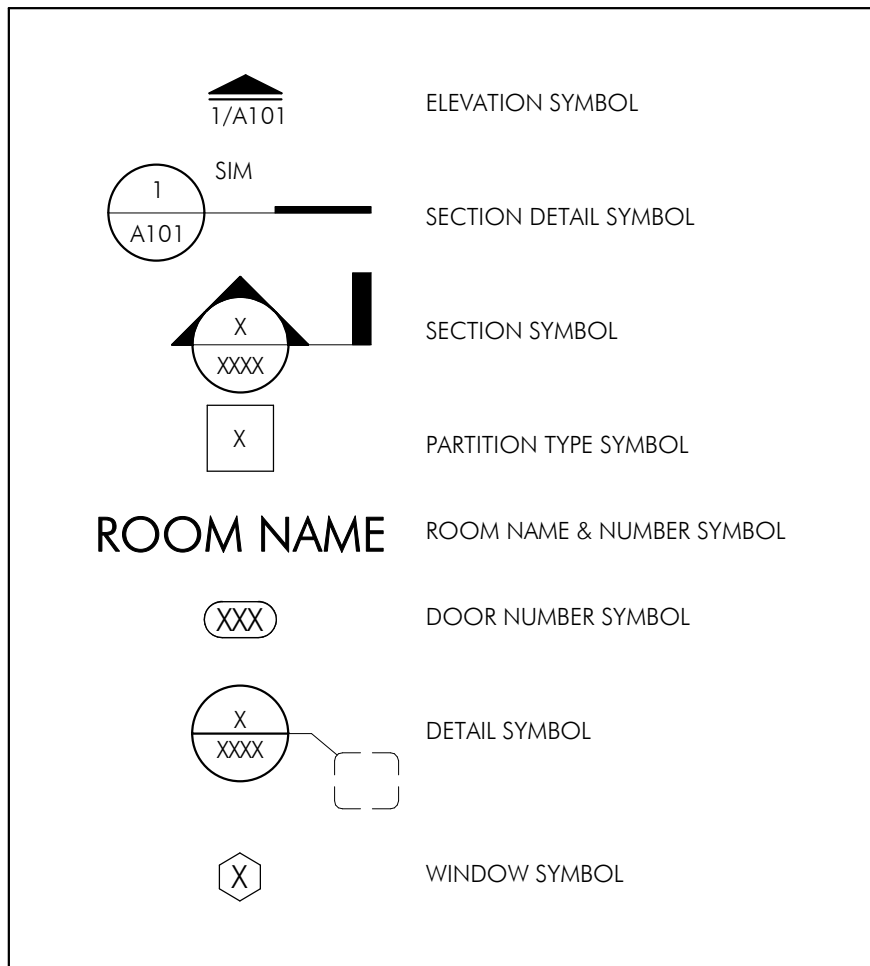 1/A101
ELEVATION SYMBOL
SIM
1
A101
SECTION DETAIL SYMBOL
X
XXXX
SECTION SYMBOL
X
PARTITION TYPE SYMBOL
ROOM NAME
ROOM NAME & NUMBER SYMBOL
XXX
DOOR NUMBER SYMBOL
X
XXXX
DETAIL SYMBOL
X
WINDOW SYMBOL